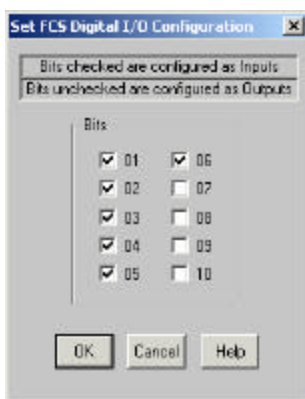 Set FCS Digital I/O Configuration
Bits checked are configured as Inputs
Bits unchecked are configured as Outputs
Bits
01 06
02 07
03 08
04 09
05 10
OK Cancel Help